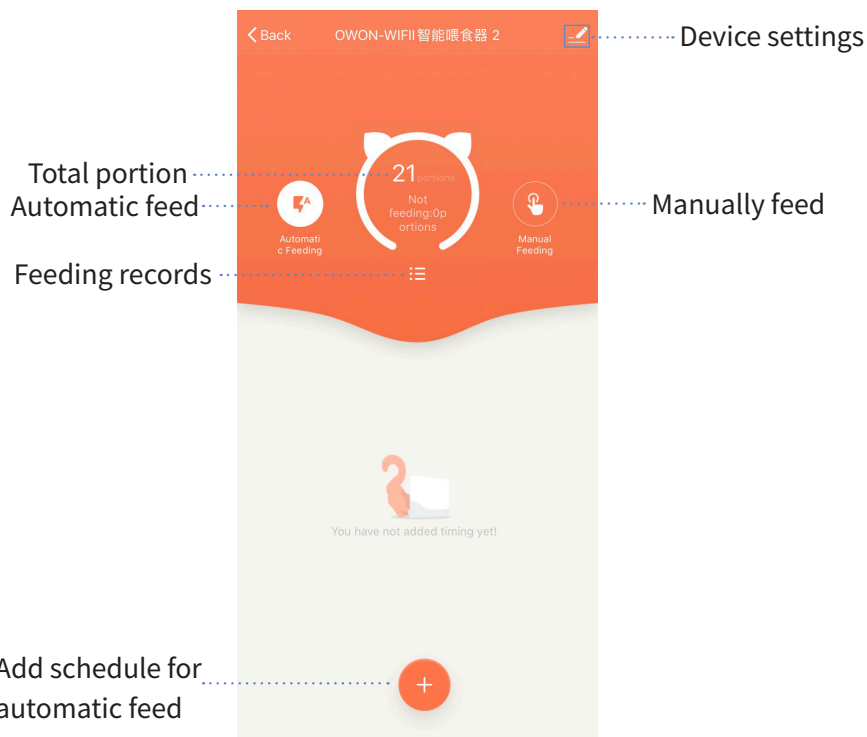 Back
OWON-WIFII智能喂食器 2
Device settings
Total portion
21 portions
Automatic feed
Not
feeding:0p
ortions
Manually feed
Automati
c Feeding
Manual
Feeding
Feeding records
You have not added timing yet!
Add schedule for
automatic feed